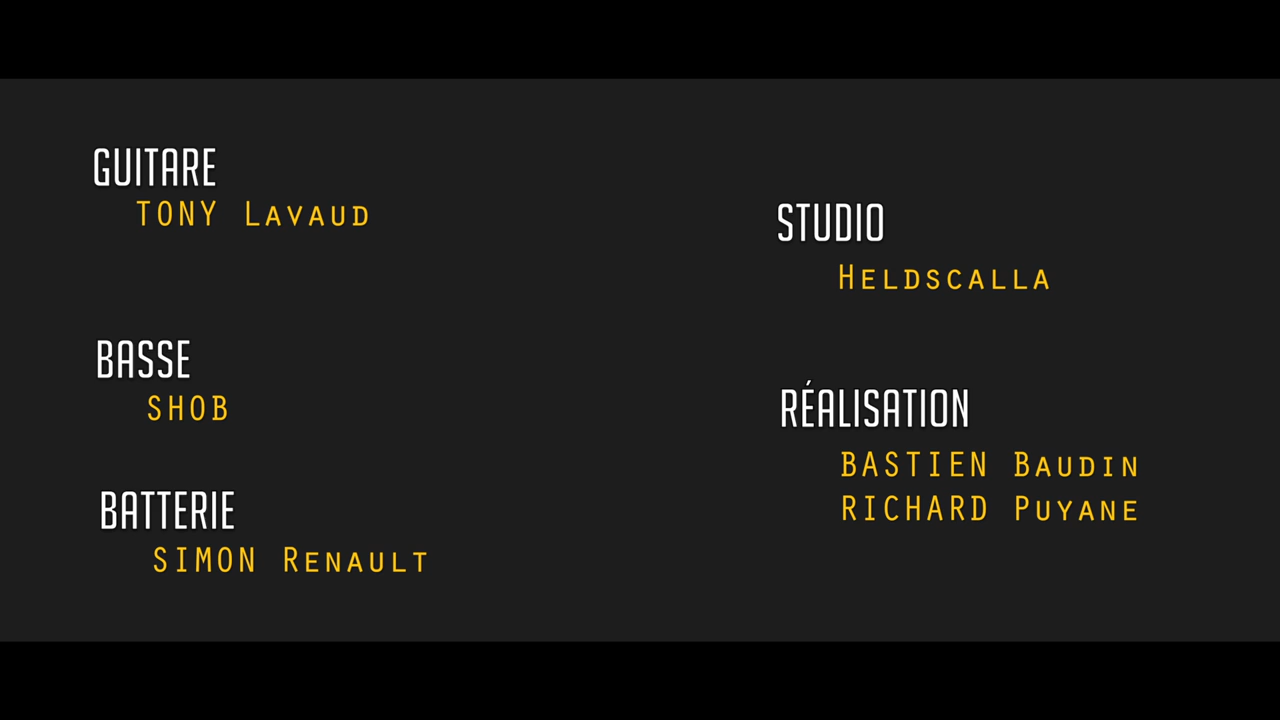 GUITARE
TONY LAVAUD
BASSE
SHOB
BATTERIE
SIMON RENAULT
STUDIO
HELDSCALLA
RÉALISATION
BASTIEN BAUDIN
RICHARD PUYANE